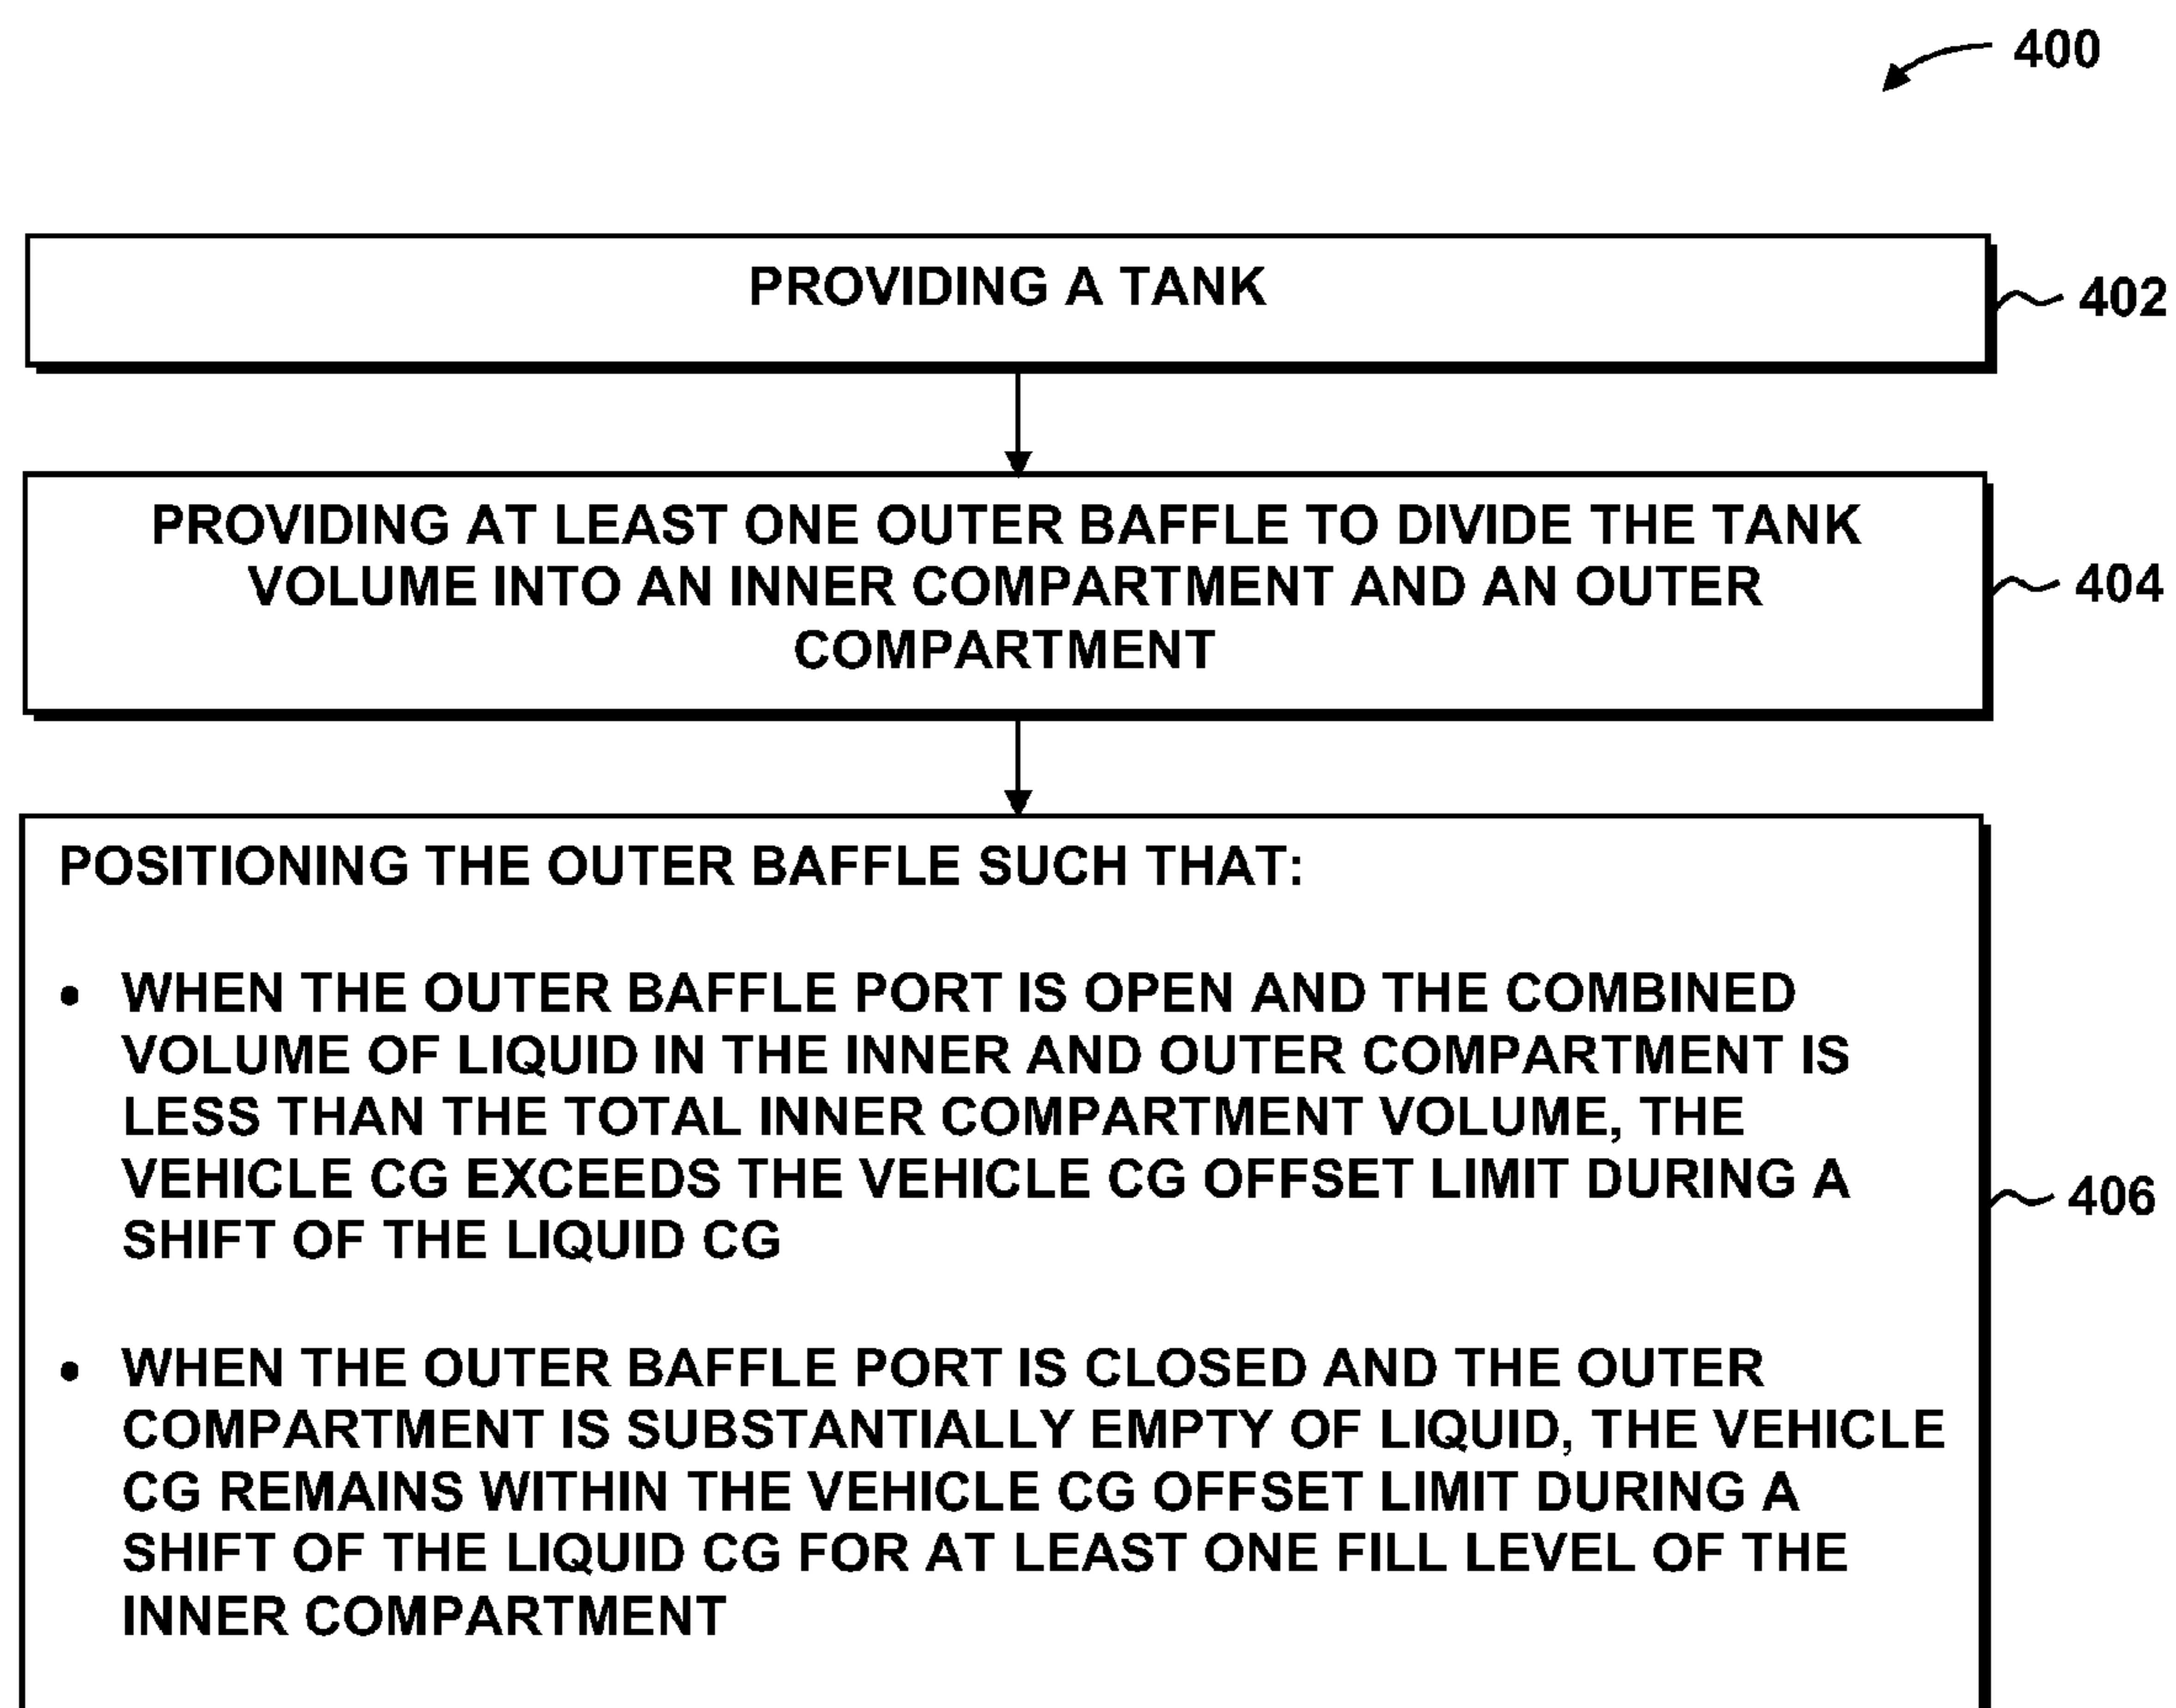 400
PROVIDING A TANK
402
PROVIDING AT LEAST ONE OUTER BAFFLE TO DIVIDE THE TANK
VOLUME INTO AN INNER COMPARTMENT AND AN OUTER
COMPARTMENT
404
POSITIONING THE OUTER BAFFLE SUCH THAT:
• WHEN THE OUTER BAFFLE PORT IS OPEN AND THE COMBINED
VOLUME OF LIQUID IN THE INNER AND OUTER COMPARTMENT IS
LESS THAN THE TOTAL INNER COMPARTMENT VOLUME, THE
VEHICLE CG EXCEEDS THE VEHICLE CG OFFSET LIMIT DURING A
SHIFT OF THE LIQUID CG
406
• WHEN THE OUTER BAFFLE PORT IS CLOSED AND THE OUTER
COMPARTMENT IS SUBSTANTIALLY EMPTY OF LIQUID, THE VEHICLE
CG REMAINS WITHIN THE VEHICLE CG OFFSET LIMIT DURING A
SHIFT OF THE LIQUID CG FOR AT LEAST ONE FILL LEVEL OF THE
INNER COMPARTMENT